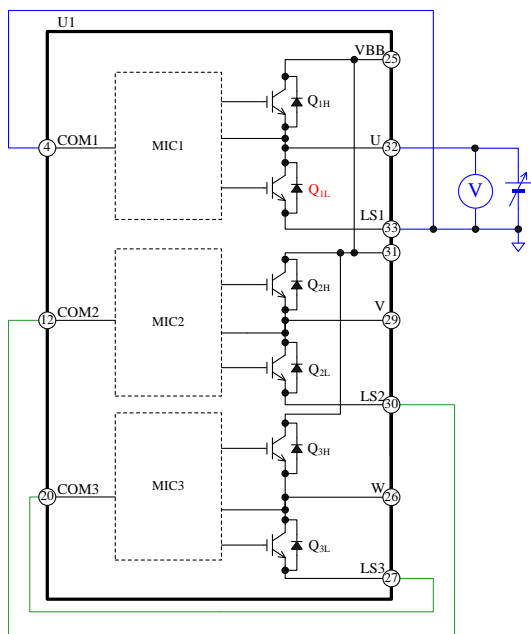 U1
VBB 25
Q1H
4 COM1 MIC1 U 32
V
Q1L
LS1
33
31
Q2H
12 COM2 MIC2 V 29
Q2L
LS2
30
Q3H
20 COM3 MIC3 W 26
Q3L
LS3
27